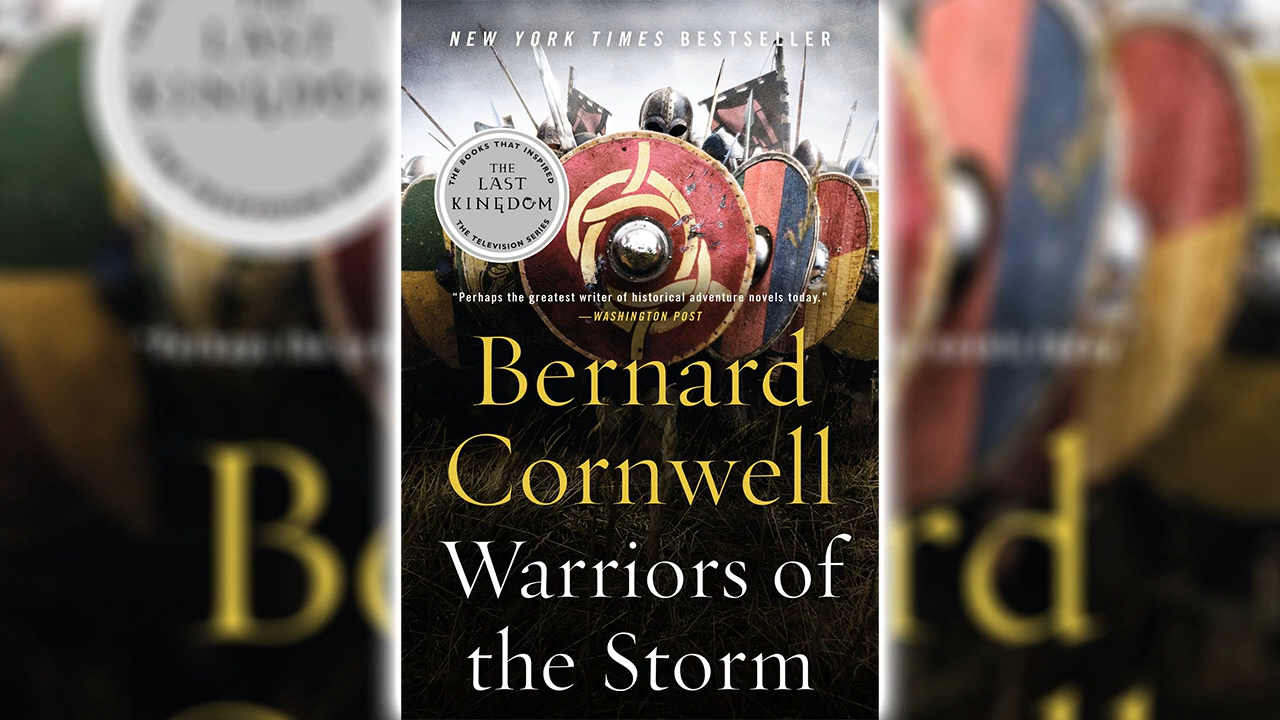 NEW YORK TIMES BESTSELLER
THE BOOKS THAT INSPIRED
THE
LAST
KINGDOM
THE TELEVISION SERIES
"Perhaps the greatest writer of historical adventure novels today."
—WASHINGTON POST
Bernard
Cornwell
Warriors of
the Storm